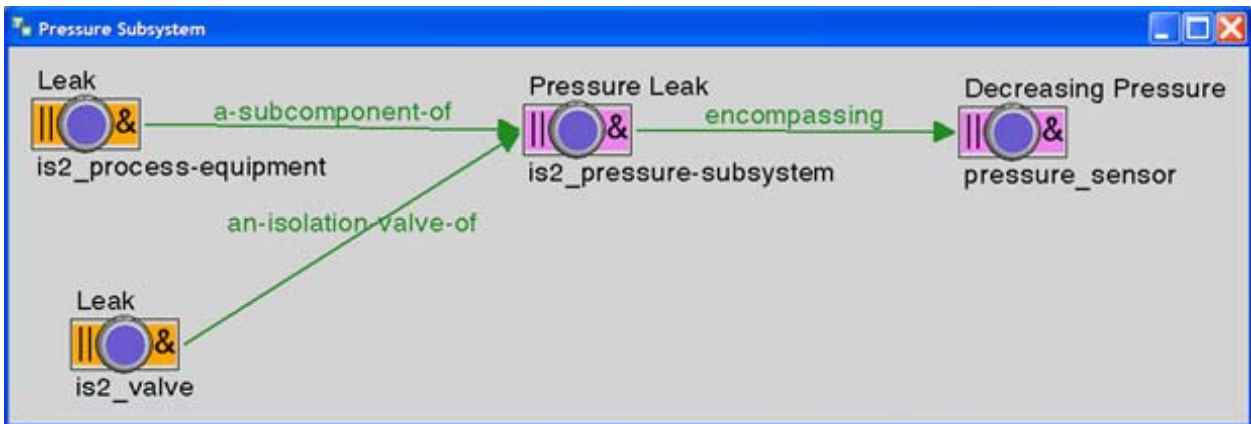 Pressure Subsystem
Leak
|| &
a-subcomponent-of
is2_process-equipment
Pressure Leak
|| &
encompassing
is2_pressure-subsystem
Decreasing Pressure
|| &
pressure_sensor
an-isolation-valve-of
Leak
|| &
is2_valve